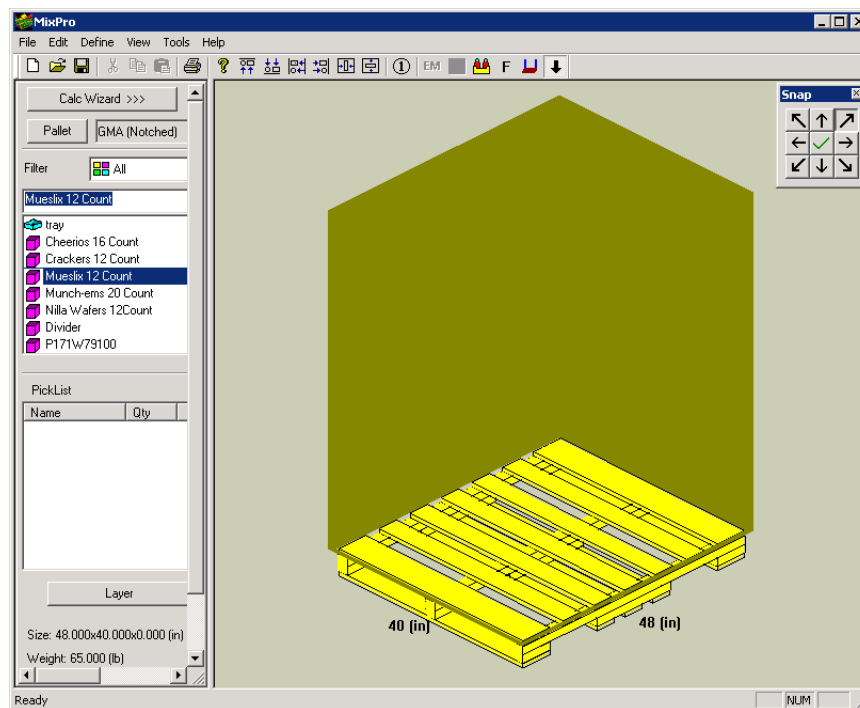 MixPro
File Edit Define View Tools Help
1 EM F
Calc Wizard >>>
Snap
Pallet GMA (Notched)
Filter All
Mueslix 12 Count
tray
Cheerios 16 Count
Crackers 12 Count
Mueslix 12 Count
Munch-ems 20 Count
Nilla Wafers 12Count
Divider
P171W79100
PickList
Name Qty
40 (in) 48 (in)
Layer
Size: 48.000x40.000x0.000 (in)
Weight: 65.000 (lb)
Ready NUM